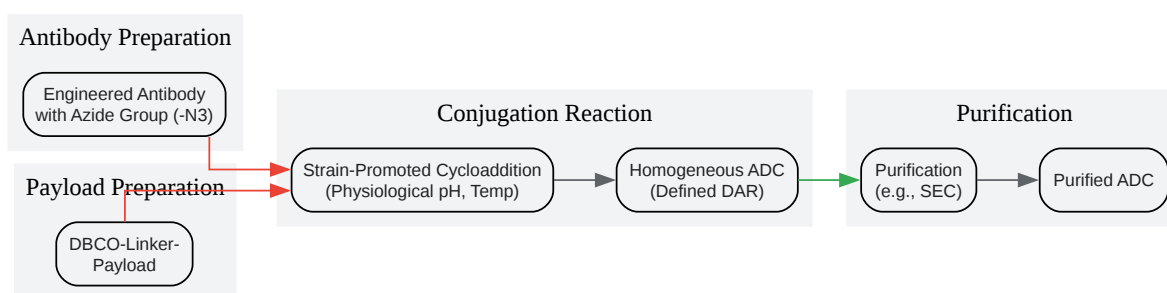 Antibody Preparation
Engineered Antibody
with Azide Group (-N3)
Payload Preparation
DBCO-Linker-
Payload
Conjugation Reaction
Strain-Promoted Cycloaddition
(Physiological pH, Temp)
Homogeneous ADC
(Defined DAR)
Purification
Purification
(e.g., SEC)
Purified ADC